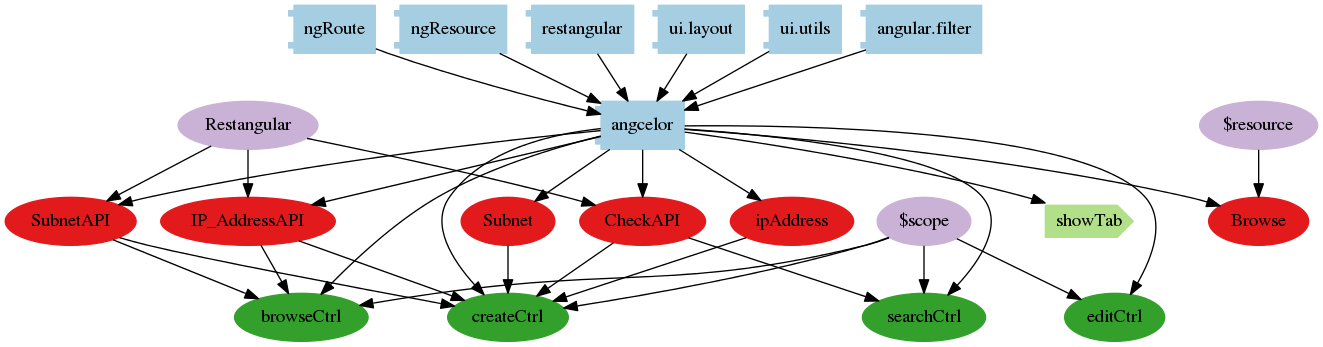 ngRoute
ngResource
restangular
ui.layout
ui.utils
angular.filter
Restangular
angcelor
$resource
SubnetAPI
IP_AddressAPI
Subnet
CheckAPI
ipAddress
$scope
showTab
Browse
browseCtrl
createCtrl
searchCtrl
editCtrl